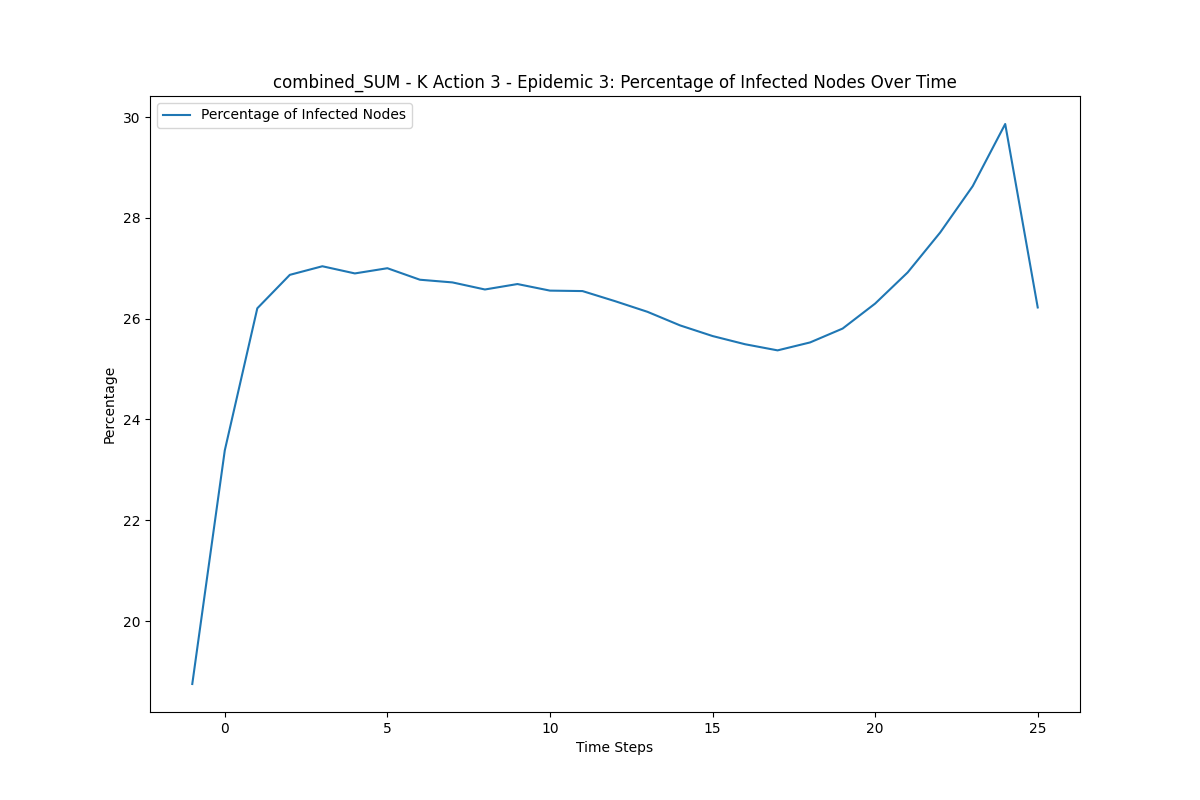 combined_SUM - K Action 3 - Epidemic 3: Percentage of Infected Nodes Over Time
Percentage of Infected Nodes
30
28
26
24
22
20
Percentage
0 5 10 15 20 25
Time Steps